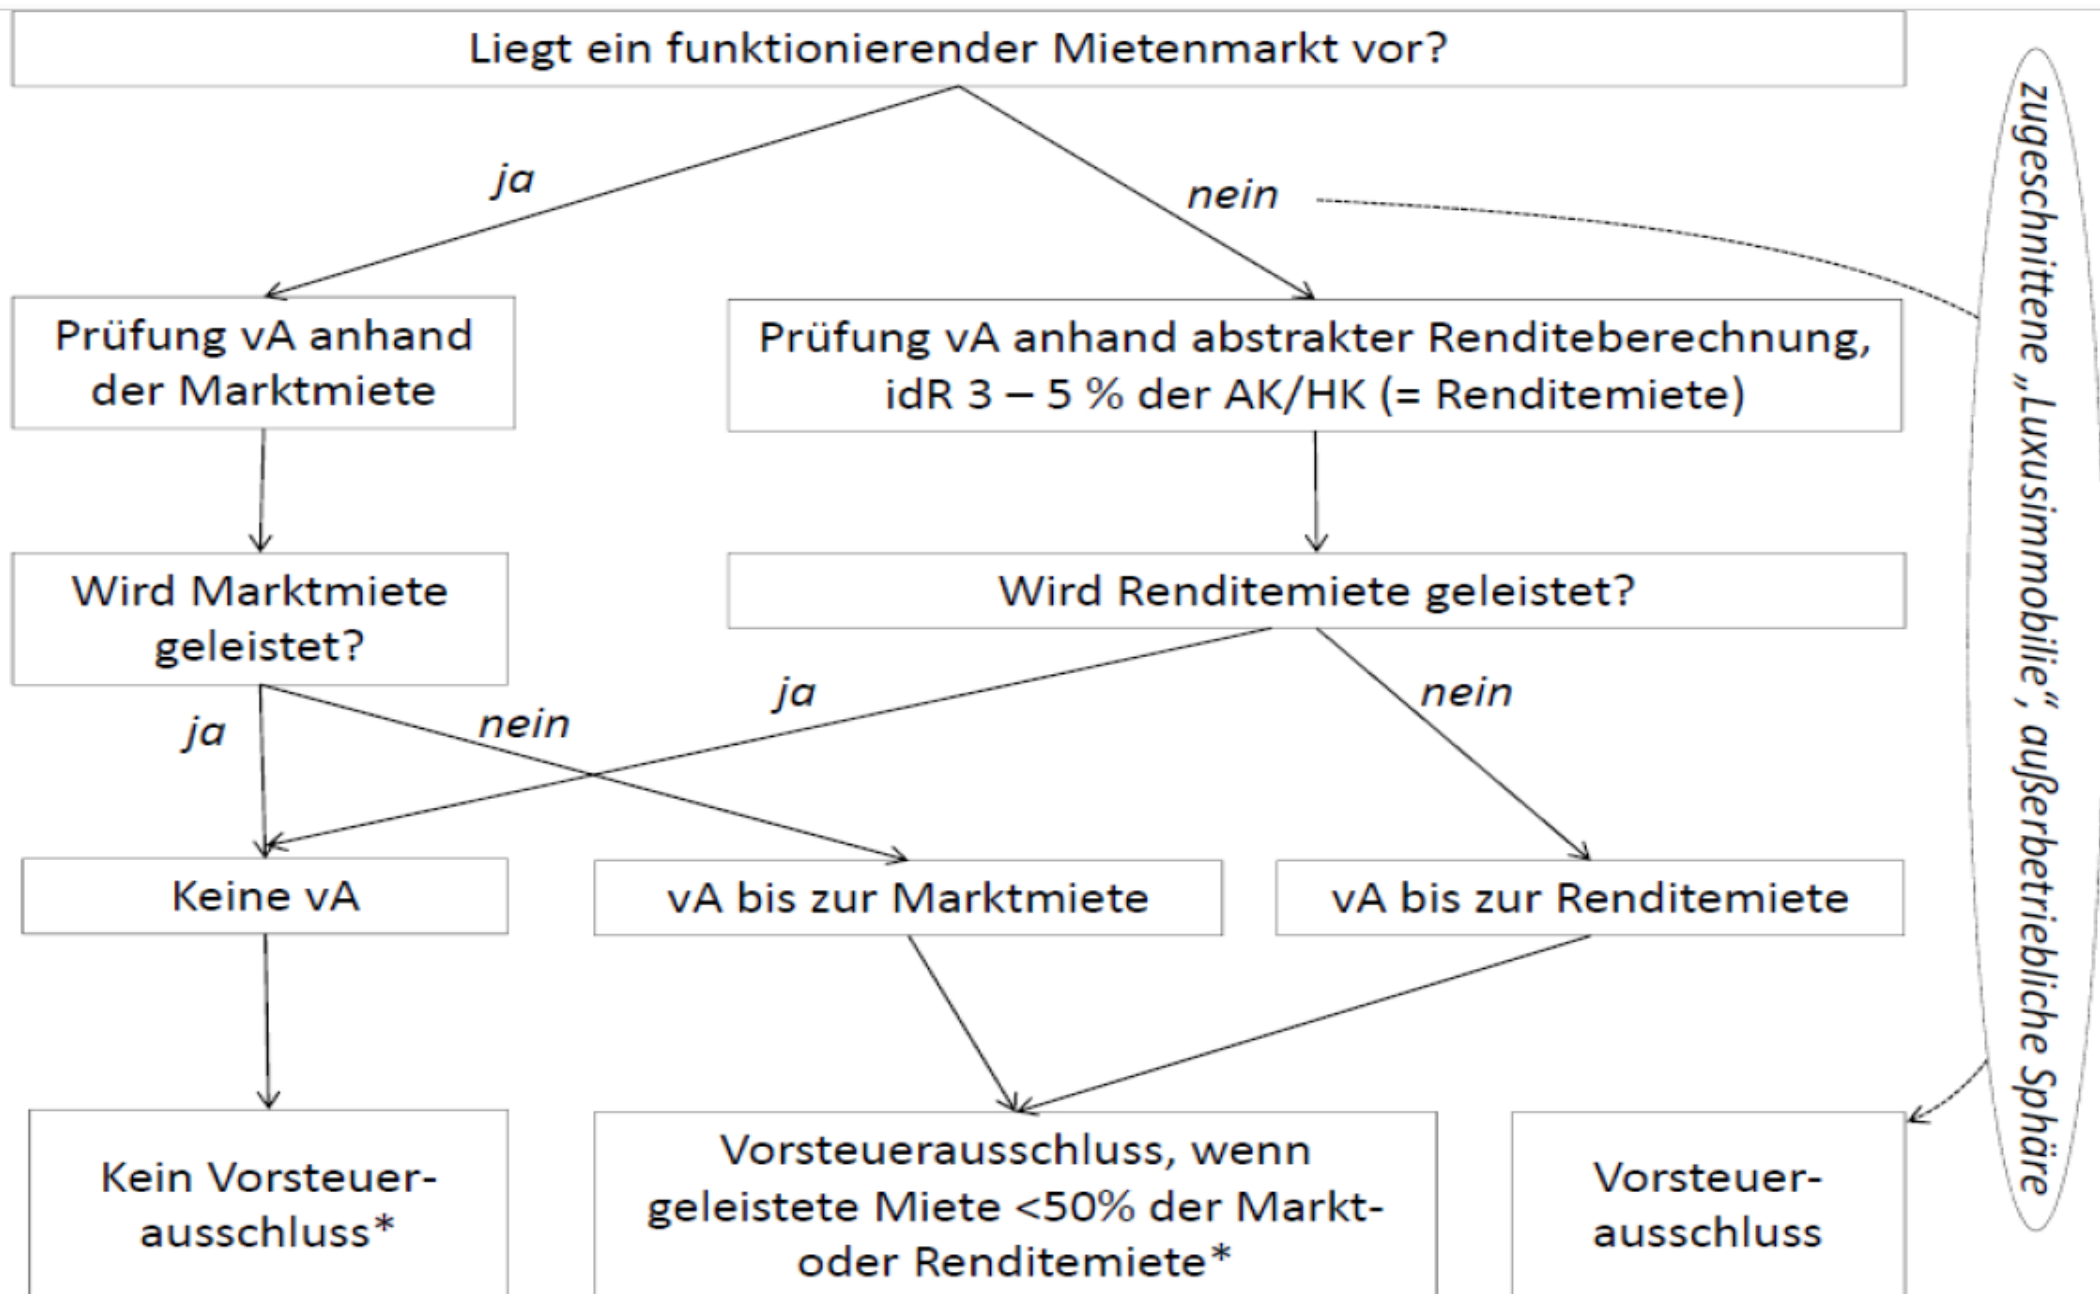 Liegt ein funktionierender Mietenmarkt vor?
ja
nein
Prüfung vA anhand
der Marktmiete
Prüfung vA anhand abstrakter Renditeberechnung,
idR 3 – 5 % der AK/HK (= Renditemiete)
Wird Marktmiete
geleistet?
Wird Renditemiete geleistet?
ja
nein
ja
nein
Keine vA
vA bis zur Marktmiete
vA bis zur Renditemiete
Kein Vorsteuer-
ausschluss*
Vorsteuerausschluss, wenn
geleistete Miete <50% der Markt-
oder Renditemiete*
Vorsteuer-
ausschluss
zugeschnittene „Luxusimmobilie“, außerbetriebliche Sphäre